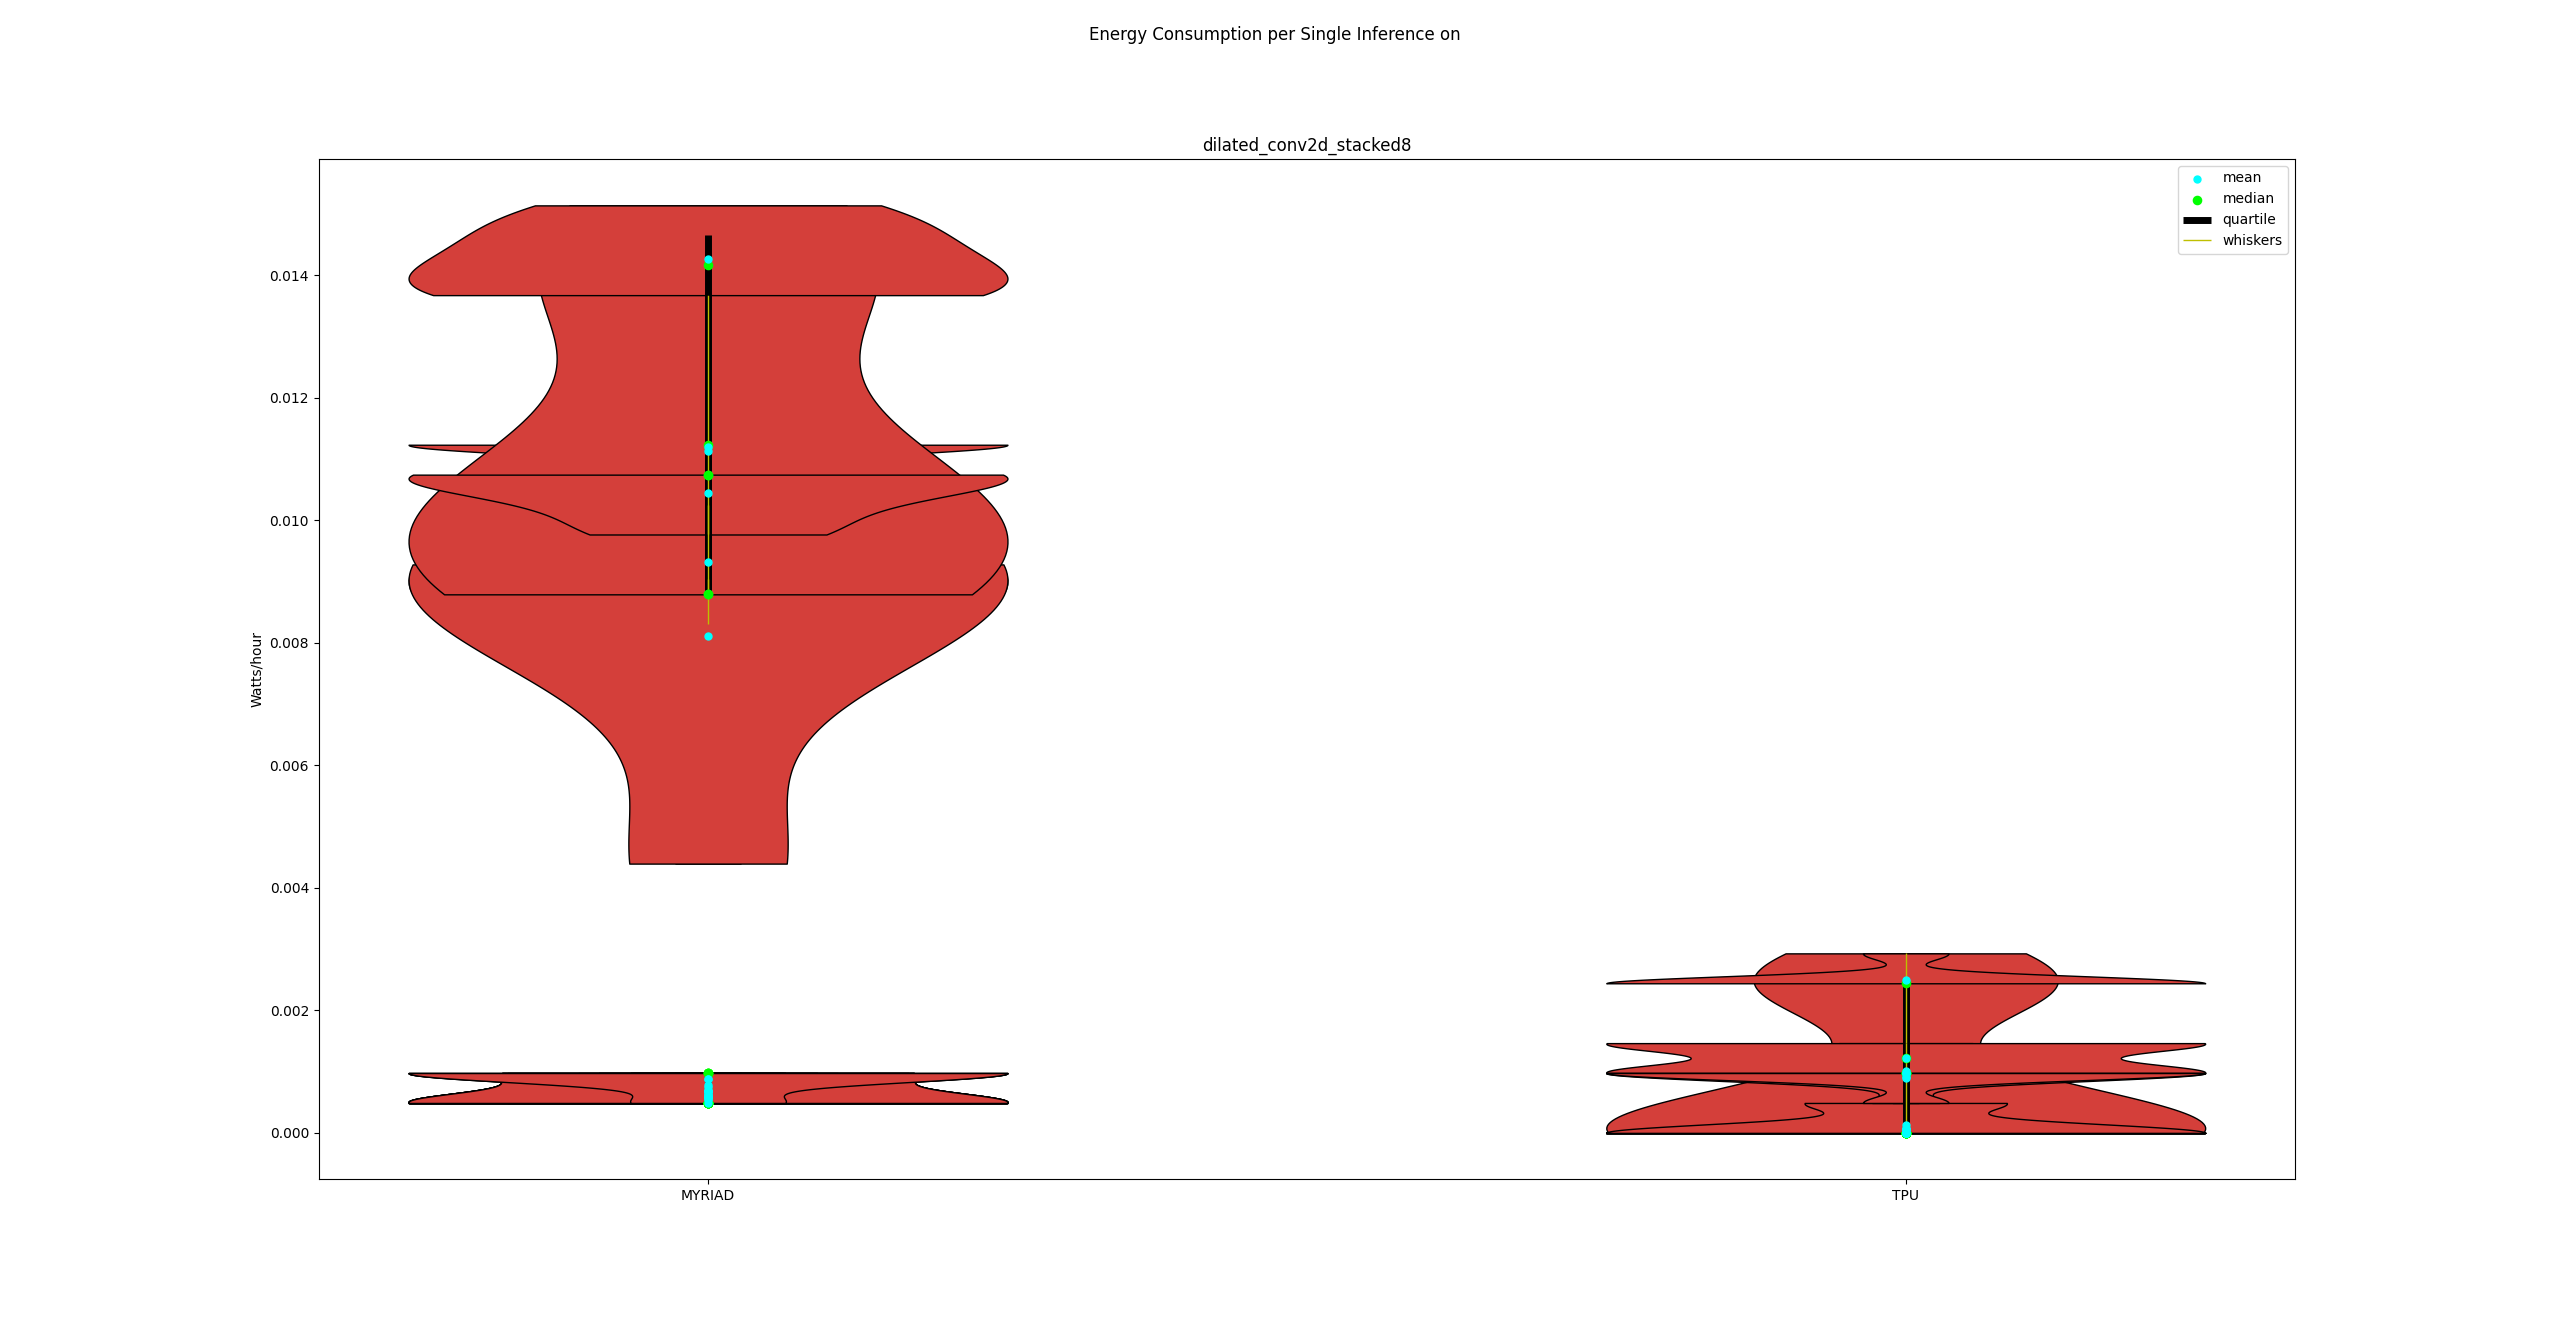 Energy Consumption per Single Inference on
dilated_conv2d_stacked8
mean
median
quartile
whiskers
0.014
0.012
0.010
0.008
0.006
0.004
0.002
0.000
Watts/hour
MYRIAD
TPU